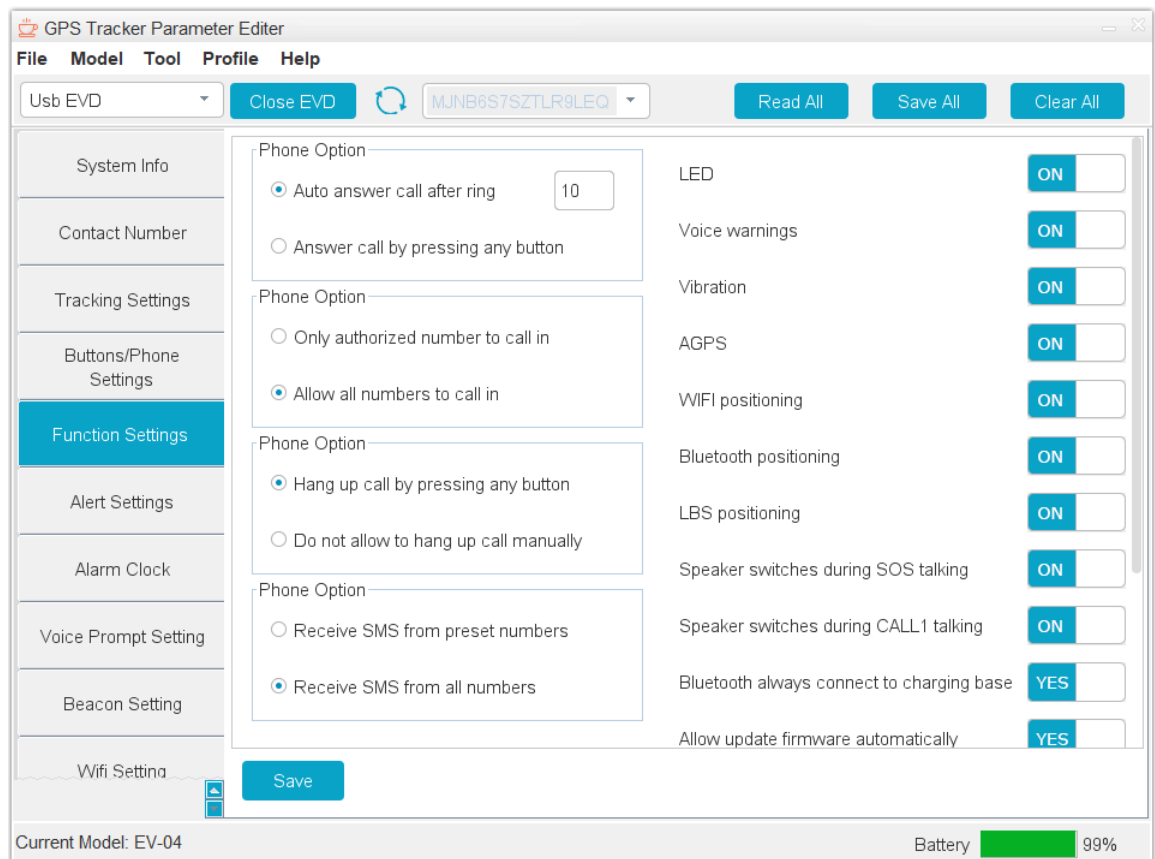 GPS Tracker Parameter Editer
File Model Tool Profile Help
Usb EVD Close EVD MJNB6S7SZTLR9LEQ Read All Save All Clear All
System Info
Contact Number
Tracking Settings
Buttons/Phone
Settings
Function Settings
Alert Settings
Alarm Clock
Voice Prompt Setting
Beacon Setting
Wifi Setting
Phone Option
Auto answer call after ring 10
Answer call by pressing any button
Phone Option
Only authorized number to call in
Allow all numbers to call in
Phone Option
Hang up call by pressing any button
Do not allow to hang up call manually
Phone Option
Receive SMS from preset numbers
Receive SMS from all numbers
LED ON
Voice warnings ON
Vibration ON
AGPS ON
WIFI positioning ON
Bluetooth positioning ON
LBS positioning ON
Speaker switches during SOS talking ON
Speaker switches during CALL1 talking ON
Bluetooth always connect to charging base YES
Allow update firmware automatically YES
Save
Current Model: EV-04 Battery 99%